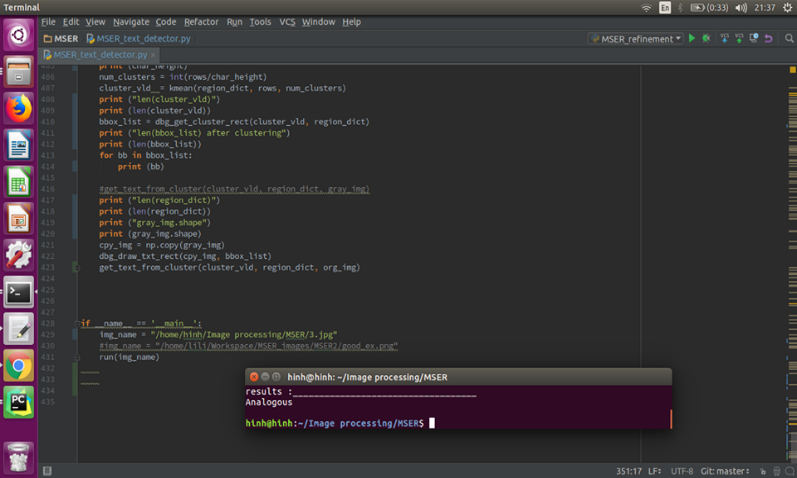 Terminal
En
(0:33)
21:37
File Edit View Navigate Code Refactor Run Tools VCS Window Help
MSER
MSER_text_detector.py
MSER_refinement
MSER_text_detector.py
print (char_height)
406 num_clusters = int(rows/char_height)
407 cluster_vld = kmean(region_dict, rows, num_clusters)
408 print ("len(cluster_vld)")
409 print (len(cluster_vld))
410 bbox_list = dbg_get_cluster_rect(cluster_vld, region_dict)
411 print ("len(bbox_list) after clustering")
412 print (len(bbox_list))
413 for bb in bbox_list:
414 print (bb)
415
416 #get_text_from_cluster(cluster_vld, region_dict, gray_img)
417 print ("len(region_dict)")
418 print (len(region_dict))
419 print ("gray_img.shape")
420 print (gray_img.shape)
421 cpy_img = np.copy(gray_img)
422 dbg_draw_txt_rect(cpy_img, bbox_list)
423 get_text_from_cluster(cluster_vld, region_dict, org_img)
424
425
426
427
428 if __name__ == '__main__':
429 img_name = "/home/hinh/Image processing/MSER/3.jpg"
430 #img_name = "/home/lili/Workspace/MSER_images/MSER2/good_ex.png"
431 run(img_name)
432
433
434
435
hinh@hinh: ~/Image processing/MSER
results :___________________________________
Analogous
hinh@hinh:~/Image processing/MSER$
351:17 LF÷ UTF-8 Git: master÷